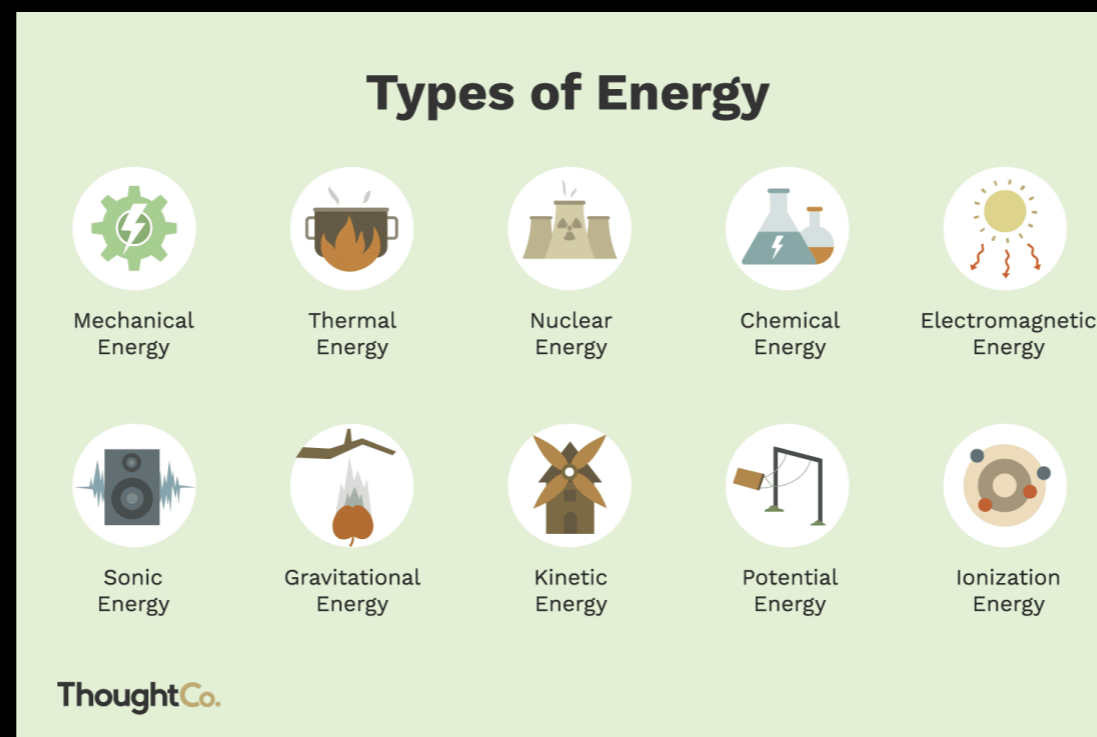 Types of Energy
Mechanical
Energy
Thermal
Energy
Nuclear
Energy
Chemical
Energy
Electromagnetic
Energy
Sonic
Energy
Gravitational
Energy
Kinetic
Energy
Potential
Energy
Ionization
Energy
ThoughtCo.